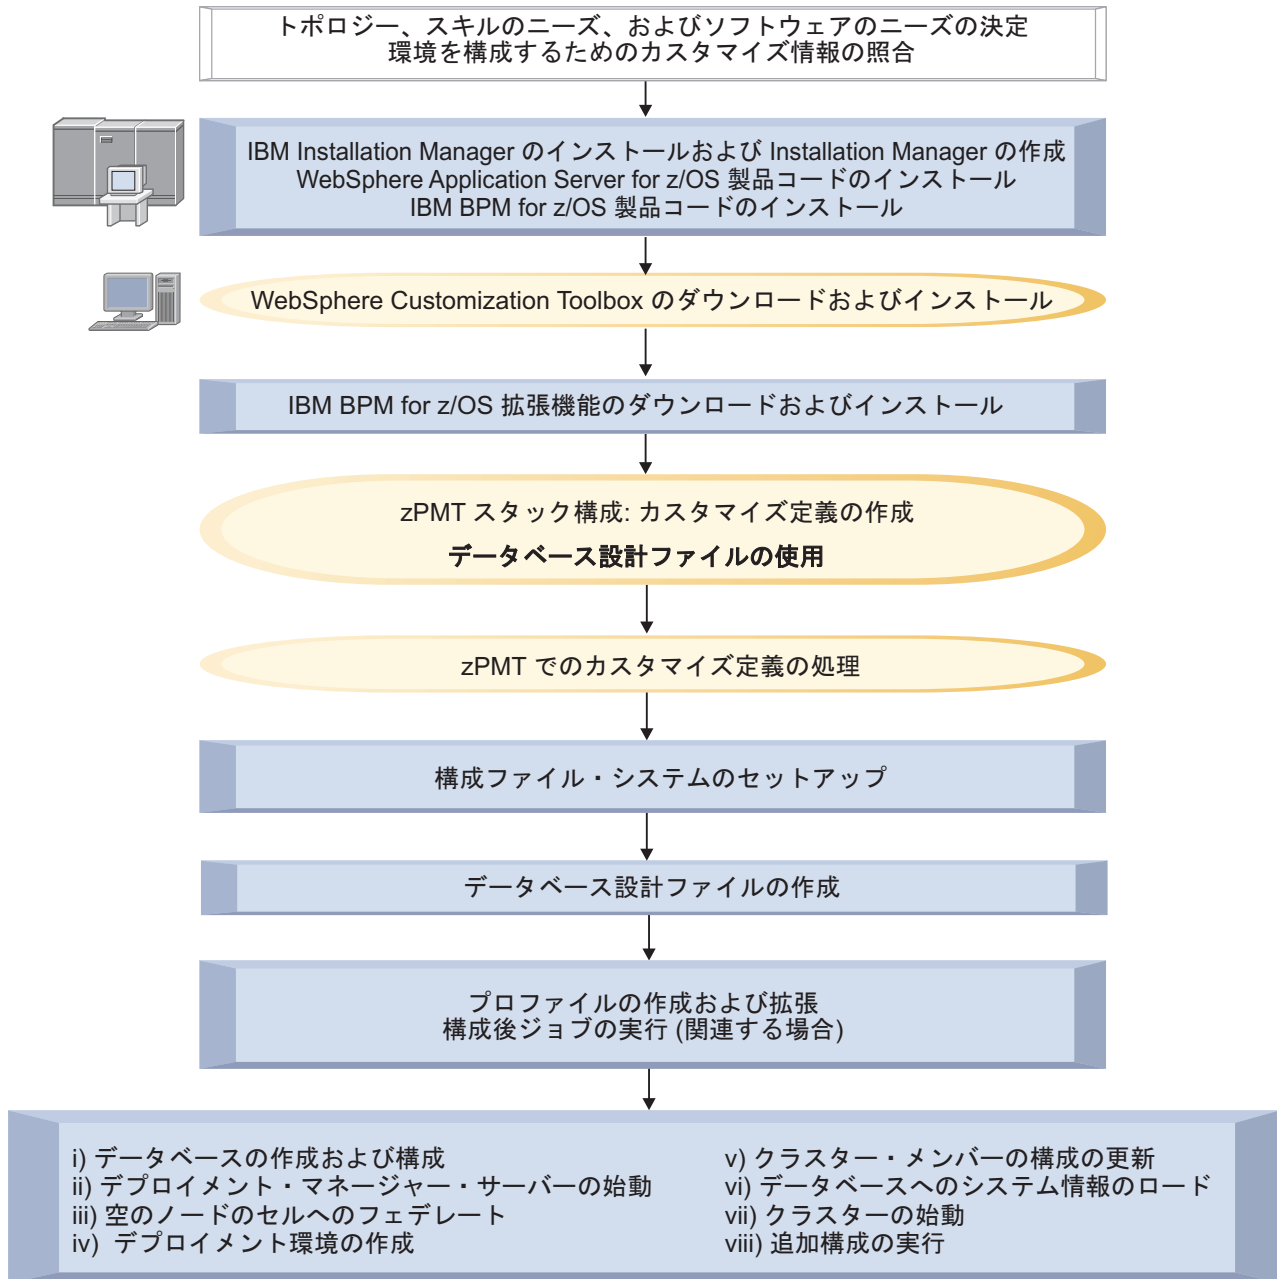 トポロジー、スキルのニーズ、およびソフトウェアのニーズの決定
環境を構成するためのカスタマイズ情報の照合
IBM Installation Manager のインストールおよび Installation Manager の作成
WebSphere Application Server for z/OS 製品コードのインストール
IBM BPM for z/OS 製品コードのインストール
WebSphere Customization Toolbox のダウンロードおよびインストール
IBM BPM for z/OS 拡張機能のダウンロードおよびインストール
zPMT スタック構成: カスタマイズ定義の作成
データベース設計ファイルの使用
zPMT でのカスタマイズ定義の処理
構成ファイル・システムのセットアップ
データベース設計ファイルの作成
プロファイルの作成および拡張
構成後ジョブの実行 (関連する場合)
i) データベースの作成および構成
ii) デプロイメント・マネージャー・サーバーの始動
iii) 空のノードのセルへのフェデレート
iv) デプロイメント環境の作成
v) クラスター・メンバーの構成の更新
vi) データベースへのシステム情報のロード
vii) クラスターの始動
viii) 追加構成の実行